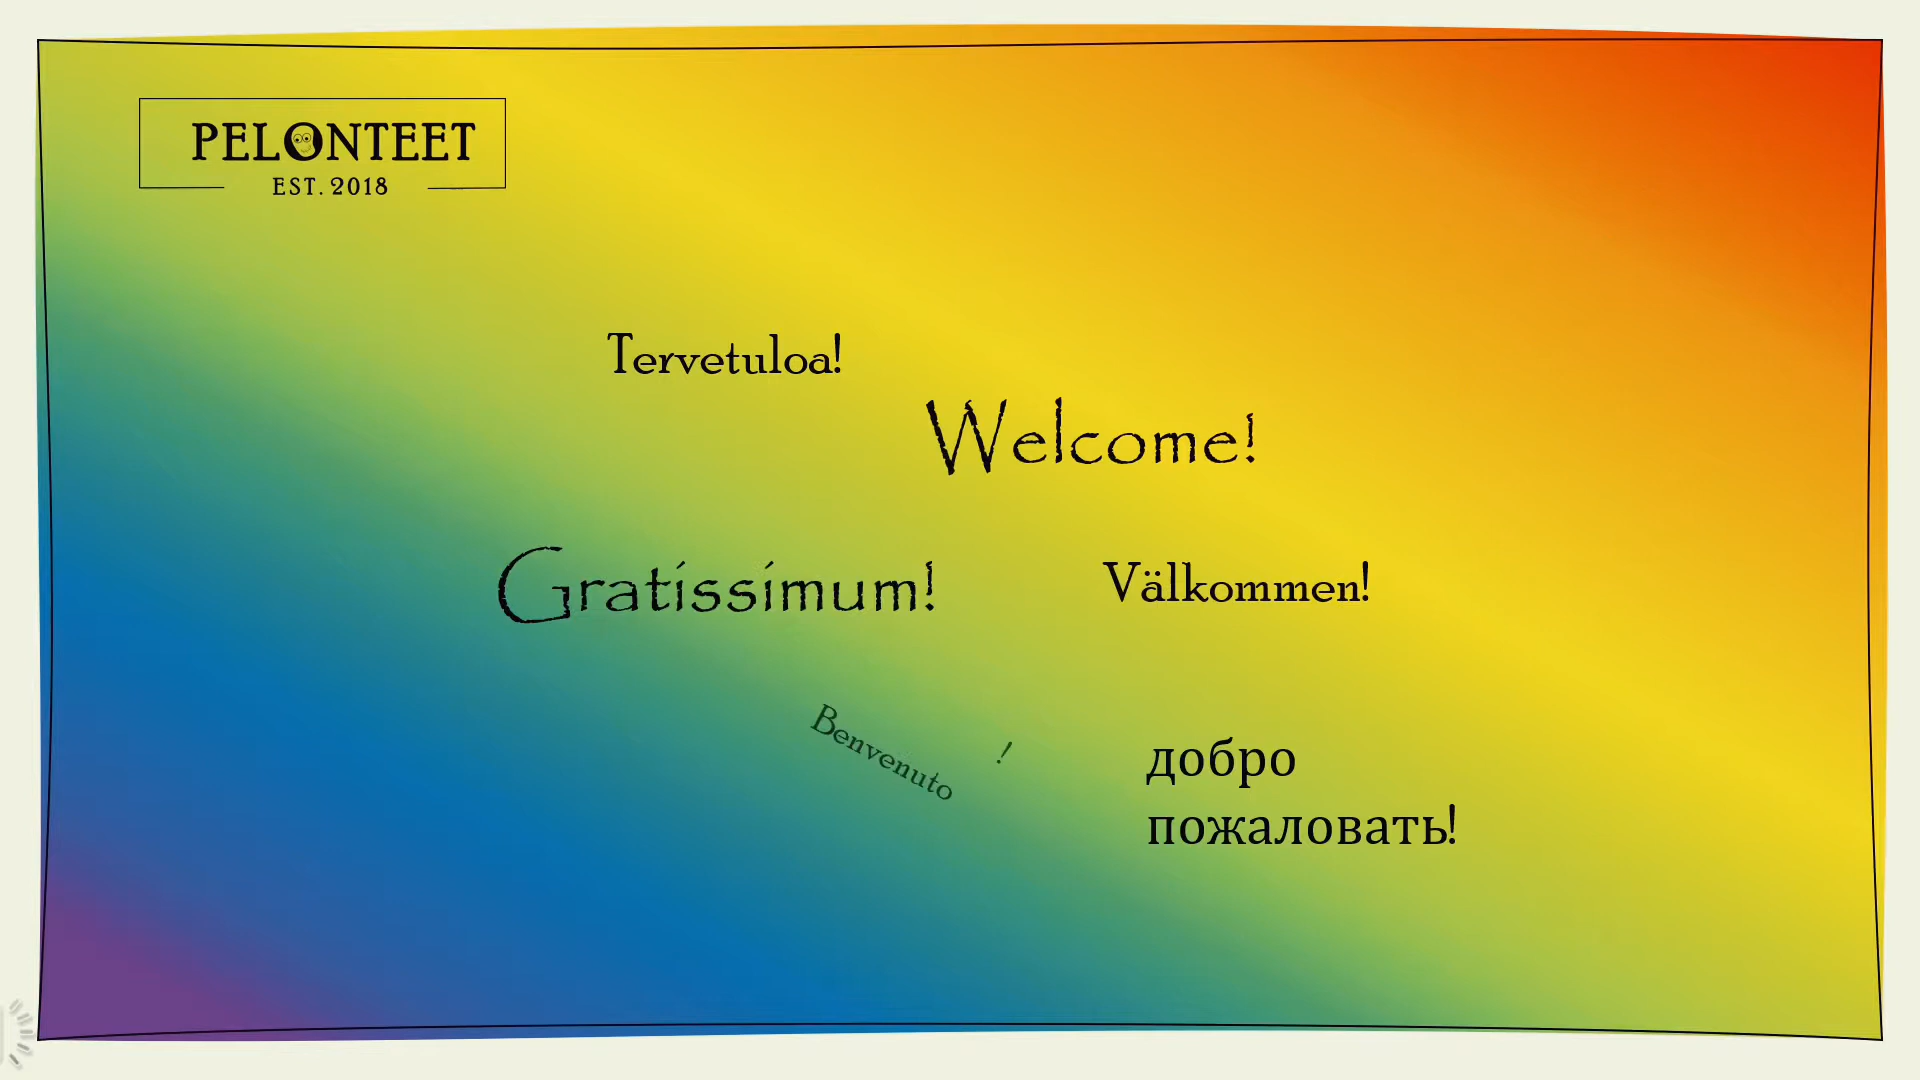 PELONTEET
EST. 2018
Tervetuloa!
Welcome!
Gratissimum!
Välkommen!
Benvenuto!
добро
пожаловать!